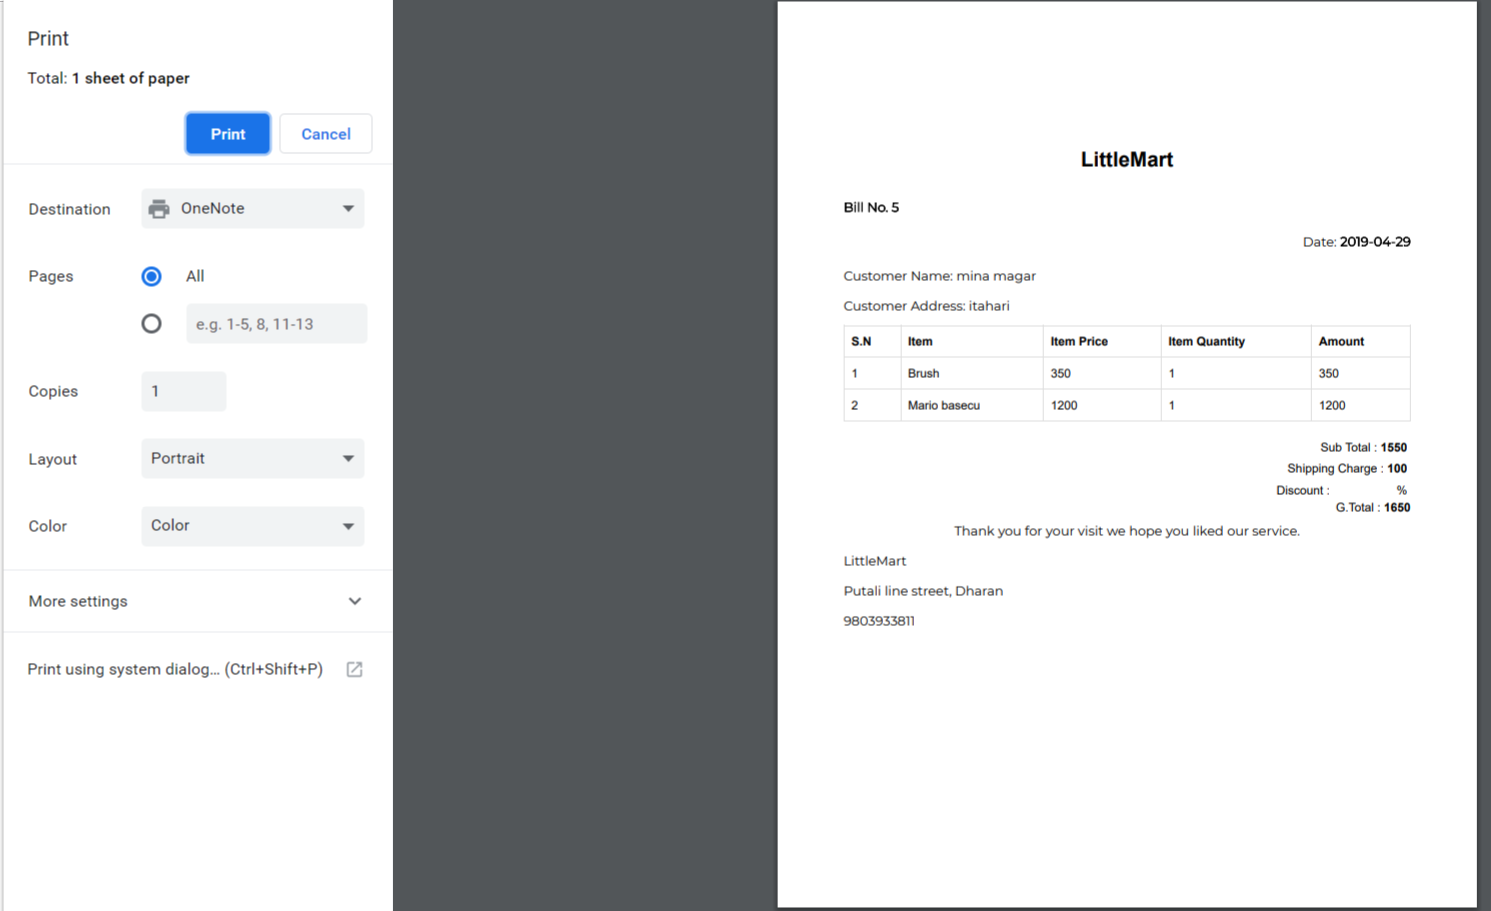 Print
Total: 1 sheet of paper
Print Cancel
Destination OneNote
Pages All
e.g. 1-5, 8, 11-13
Copies 1
Layout Portrait
Color Color
More settings
Print using system dialog... (Ctrl+Shift+P)
LittleMart
Bill No. 5
Date: 2019-04-29
Customer Name: mina magar
Customer Address: itahari
S.N Item Item Price Item Quantity Amount
1 Brush 350 1 350
2 Mario basecu 1200 1 1200
Sub Total : 1550
Shipping Charge : 100
Discount : %
G.Total : 1650
Thank you for your visit we hope you liked our service.
LittleMart
Putali line street, Dharan
9803933811